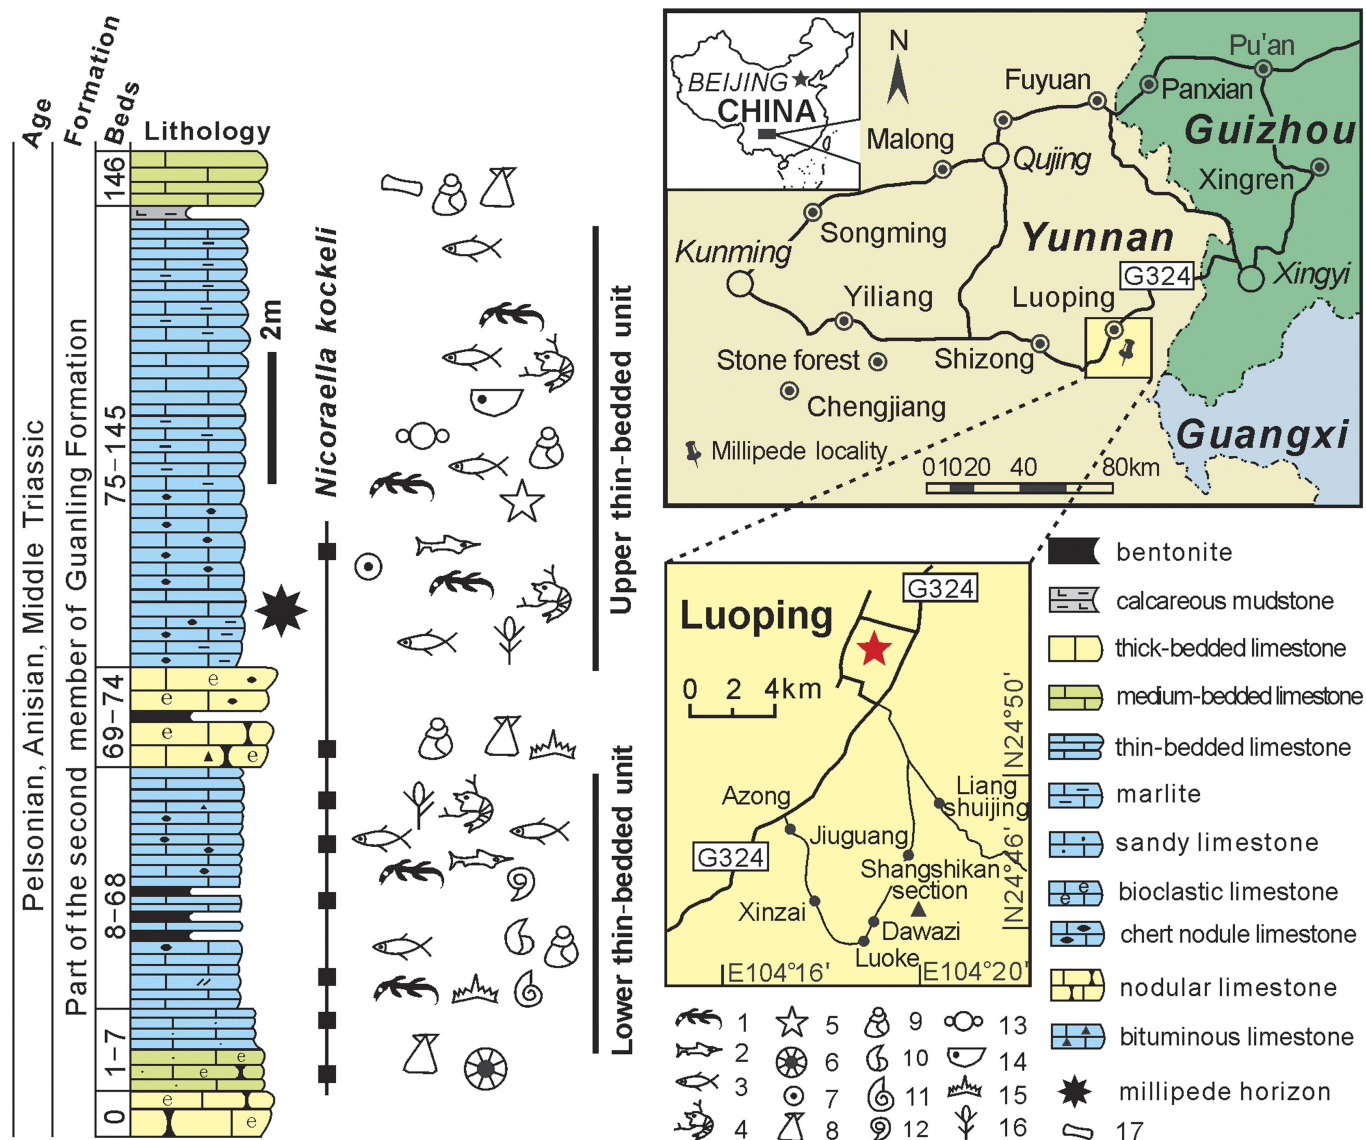 Age
Formation
Beds
Lithology
Pelsonian, Anisian, Middle Triassic
Part of the second member of Guanling Formation
146
75-145
69-74
8-68
1-7
0
e
e
e
e
e
e
e
e
2m
Nicoraella kockeli
Upper thin-bedded unit
Lower thin-bedded unit
BEIJING
CHINA
N
Pu'an
Fuyuan
Panxian
Malong
Guizhou
Qujing
Xingren
Songming
Yunnan
Kunming
G324
Xingyi
Yiliang
Luoping
Stone forest
Shizong
Chengjiang
Guangxi
Millipede locality
0 10 20 40 80km
G324
Luoping
0 2 4km
N24°50'
Azong
Liang
shuijing
Jiuguang
G324
Shangshikan
section
N24°46'
Xinzai
Dawazi
Luoke
E104°16'
E104°20'
bentonite
calcareous mudstone
thick-bedded limestone
medium-bedded limestone
thin-bedded limestone
marlite
sandy limestone
e
e
bioclastic limestone
chert nodule limestone
nodular limestone
bituminous limestone
millipede horizon
1 5 9 13
2 6 10 14
3 7 11 15
4 8 12 16
17